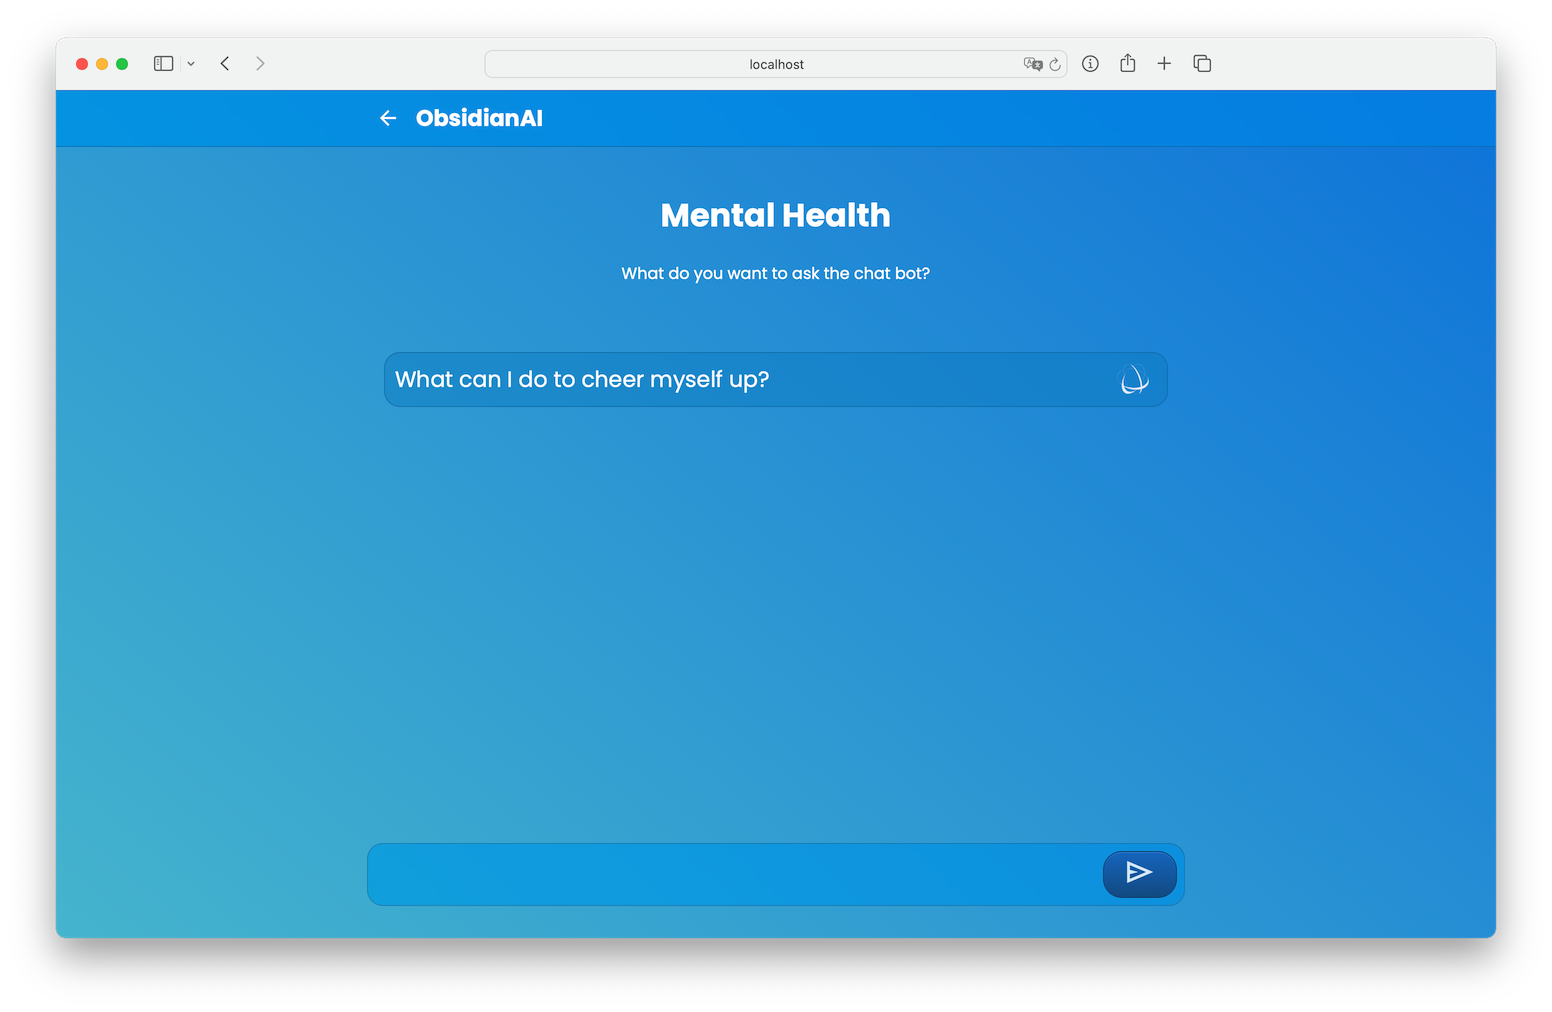 localhost
ObsidianAI
Mental Health
What do you want to ask the chat bot?
What can I do to cheer myself up?